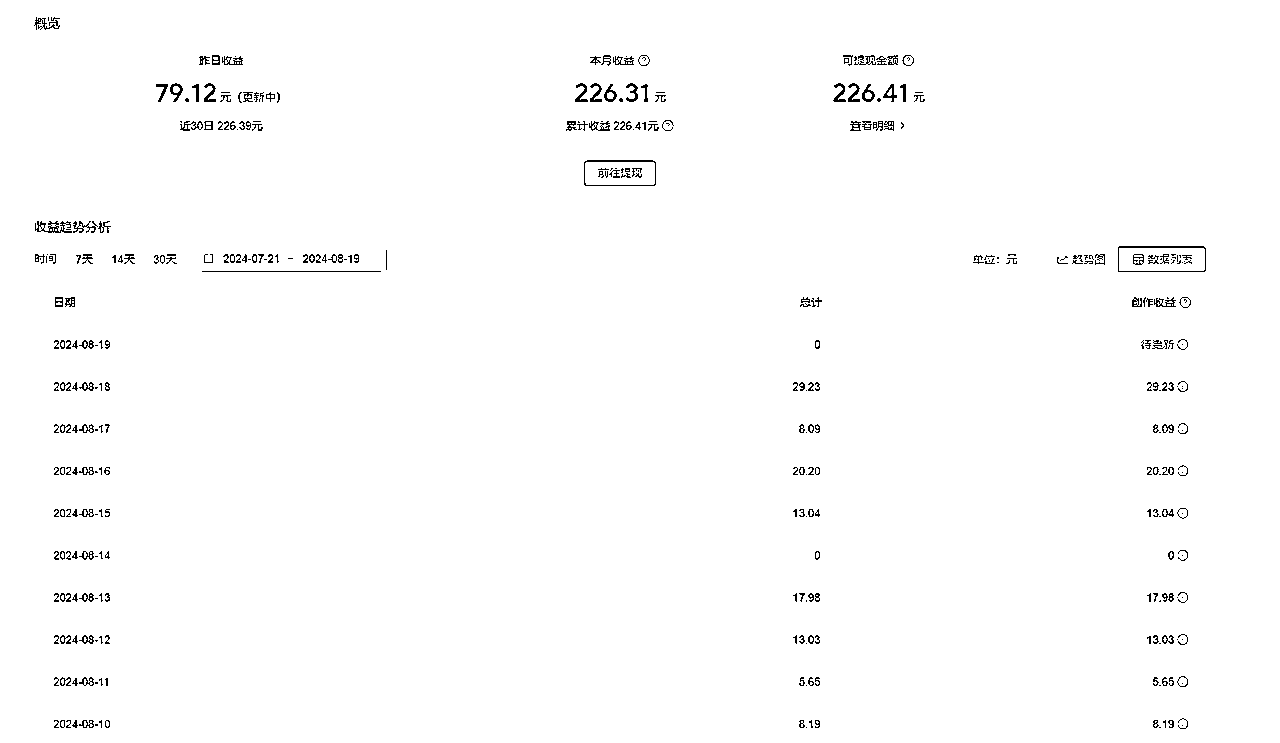 概览
昨日收益 本月收益 可提现金额
79.12 元 (更新中) 226.31 元 226.41 元
近30日 226.39元 累计收益 226.41元 查看明细 >
前往提现
收益趋势分析
时间 7天 14天 30天 2024-07-21 - 2024-08-19 单位: 元 趋势图 数据列表
日期 总计 创作收益
2024-08-19 0 待更新
2024-08-18 29.23 29.23
2024-08-17 8.09 8.09
2024-08-16 20.20 20.20
2024-08-15 13.04 13.04
2024-08-14 0 0
2024-08-13 17.98 17.98
2024-08-12 13.03 13.03
2024-08-11 5.65 5.65
2024-08-10 8.19 8.19